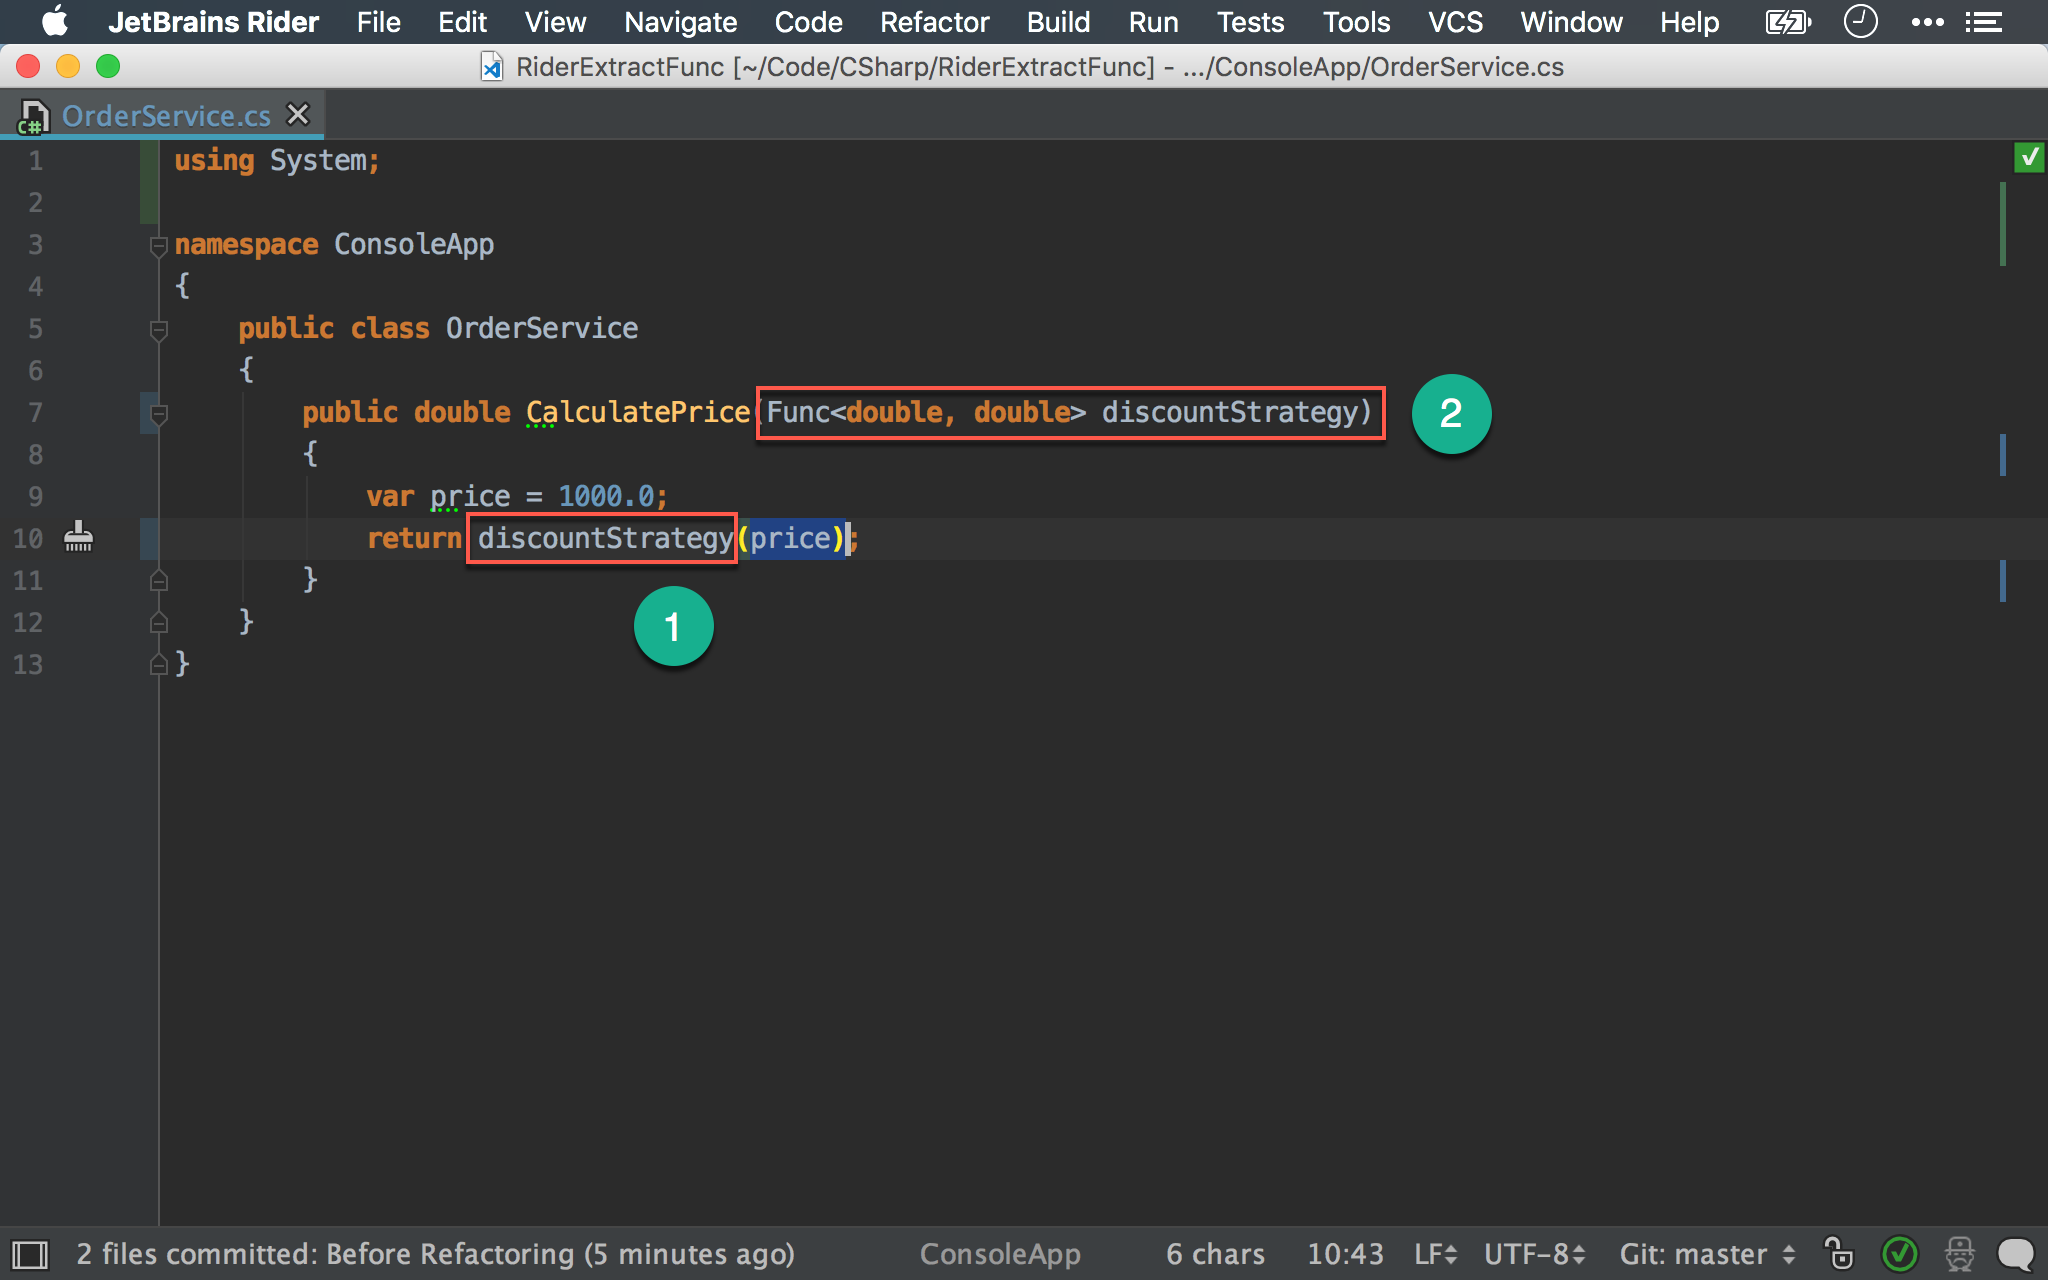 JetBrains Rider File Edit View Navigate Code Refactor Build Run Tests Tools VCS Window Help
RiderExtractFunc [~/Code/CSharp/RiderExtractFunc] - .../ConsoleApp/OrderService.cs
C# OrderService.cs
1 using System;
2
3 namespace ConsoleApp
4 {
5 public class OrderService
6 {
7 public double CalculatePrice(Func<double, double> discountStrategy) 2
8 {
9 var price = 1000.0;
10 return discountStrategy(price);
11 }
1
12 }
13 }
2 files committed: Before Refactoring (5 minutes ago) ConsoleApp 6 chars 10:43 LF UTF-8 Git: master